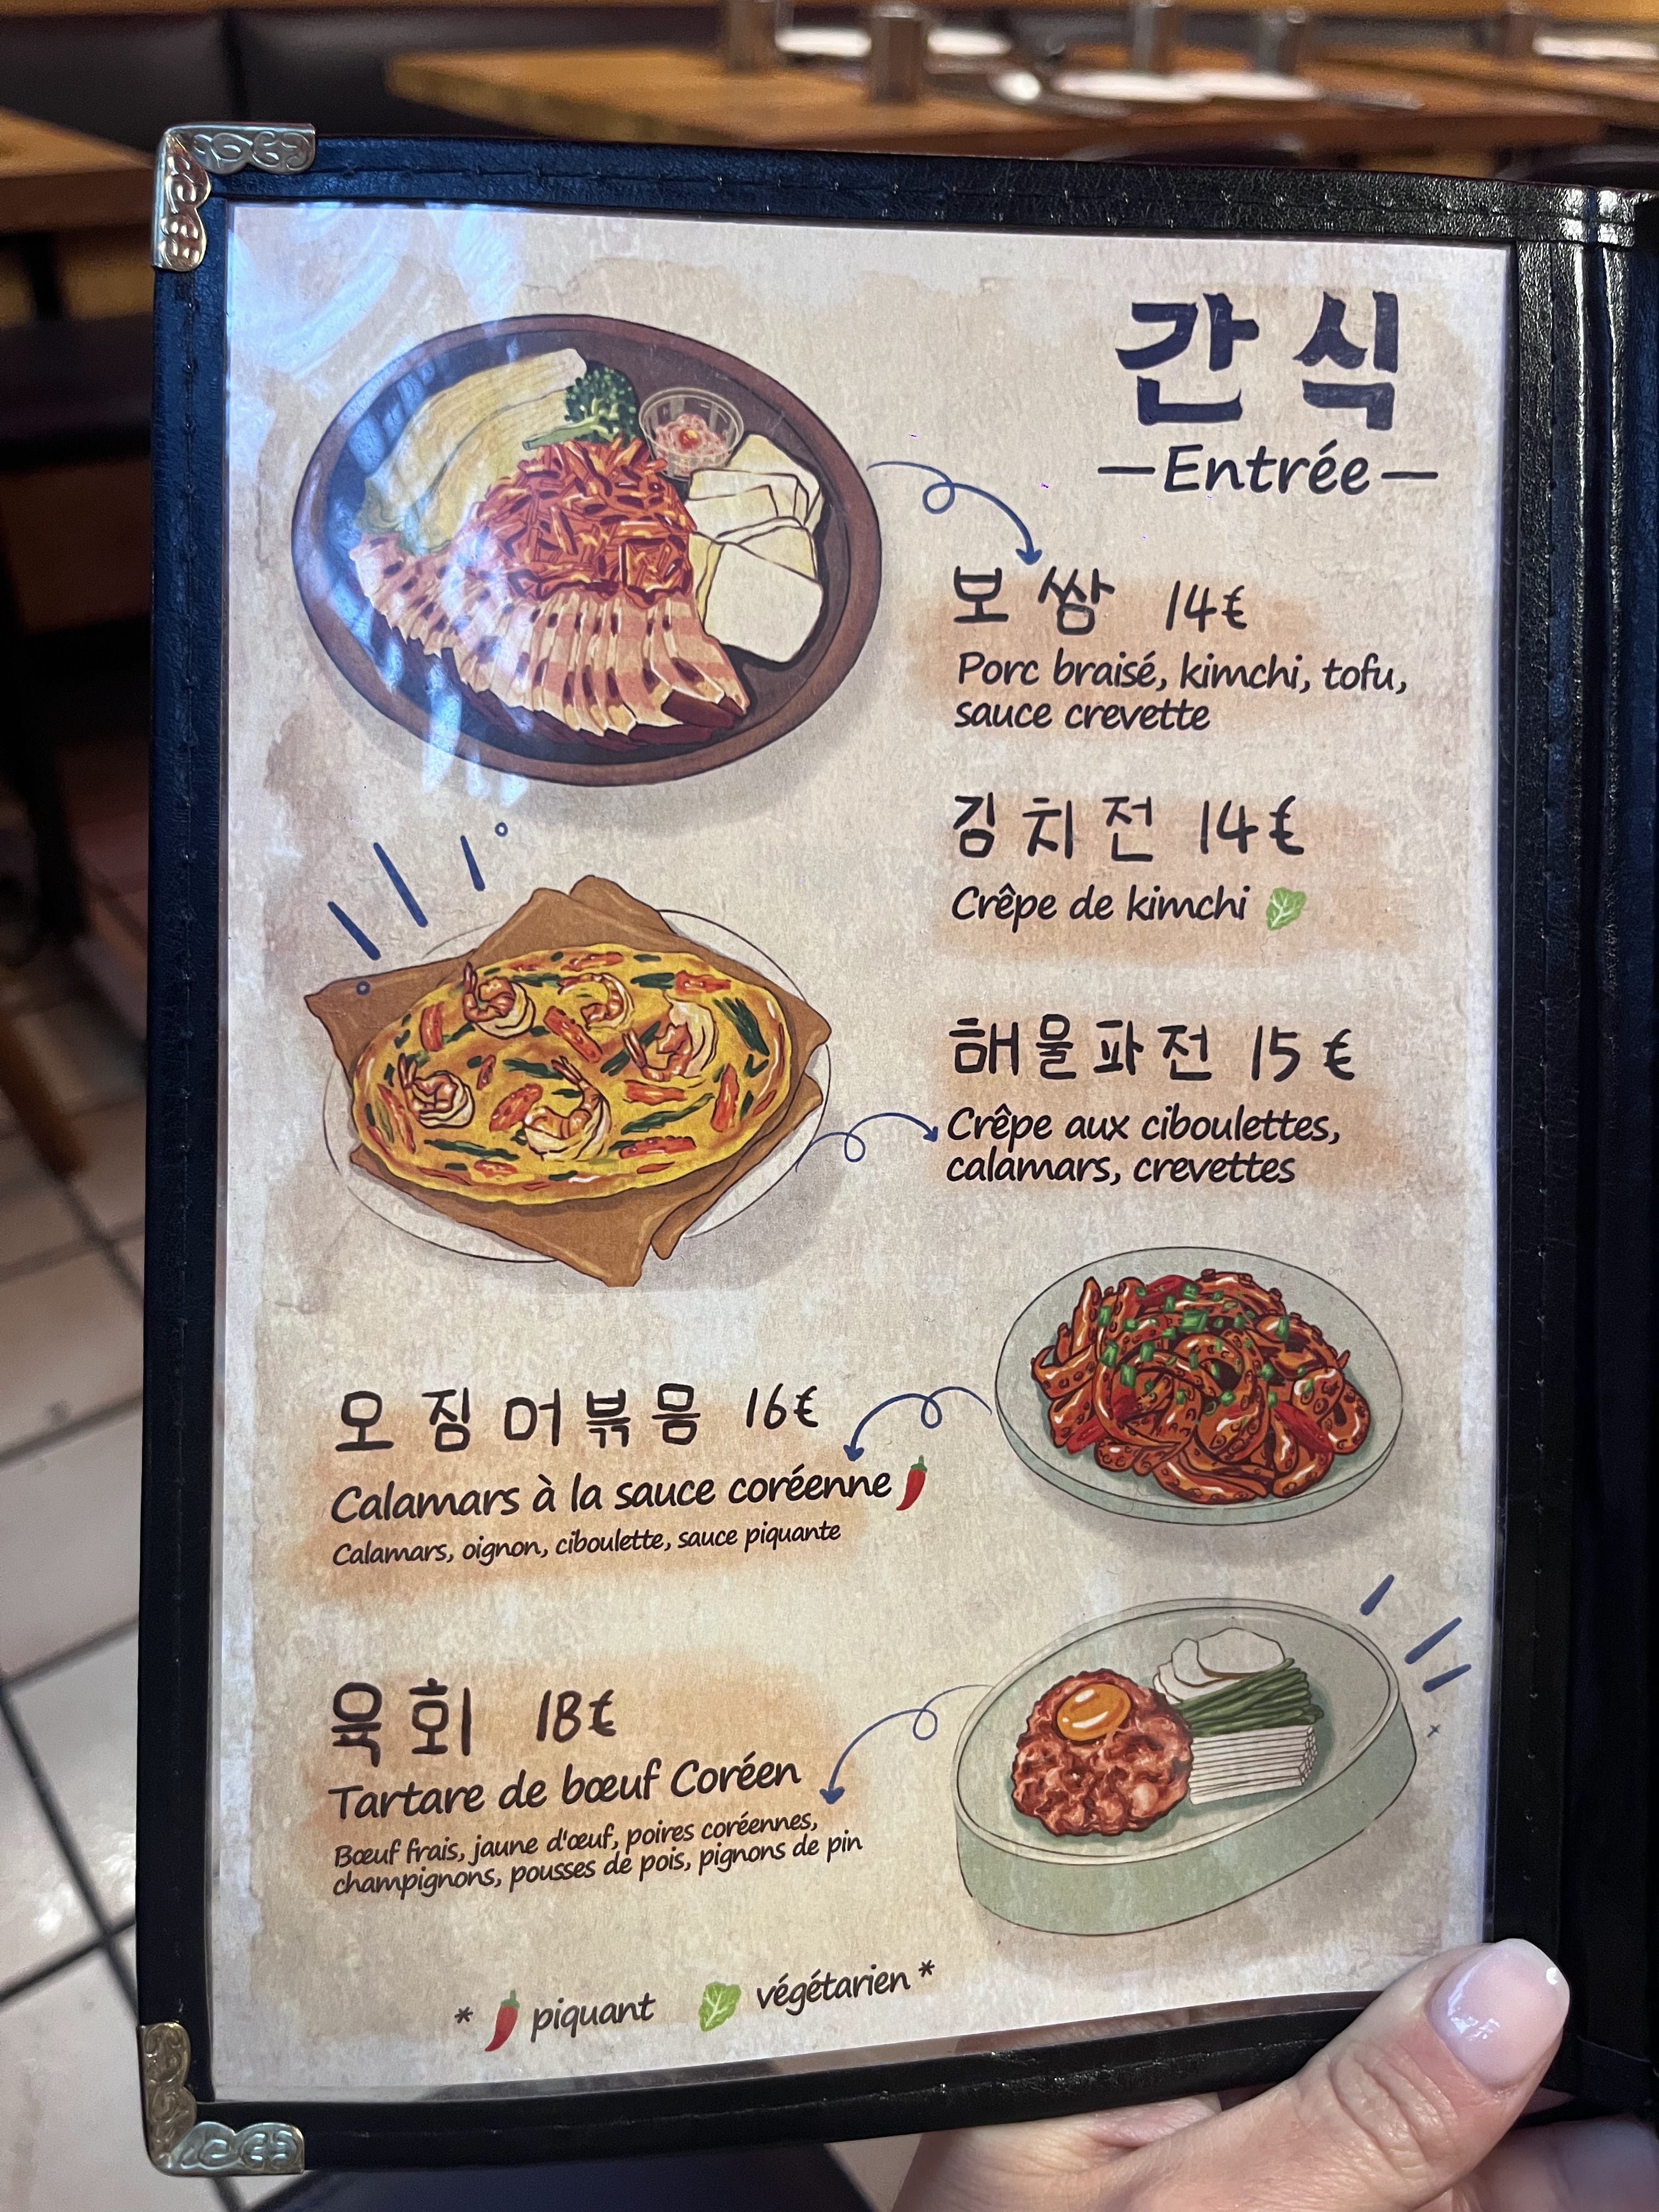 간식
—Entrée—
보쌈 14€
Porc braisé, kimchi, tofu,
sauce crevette
김치전 14€
Crêpe de kimchi
해물파전 15€
Crêpe aux ciboulettes,
calamars, crevettes
오징어볶음 16€
Calamars à la sauce coréenne
Calamars, oignon, ciboulette, sauce piquante
육회 18€
Tartare de bœuf Coréen
Bœuf frais, jaune d'œuf, poires coréennes,
champignons, pousses de pois, pignons de pin
* piquant végétarien *